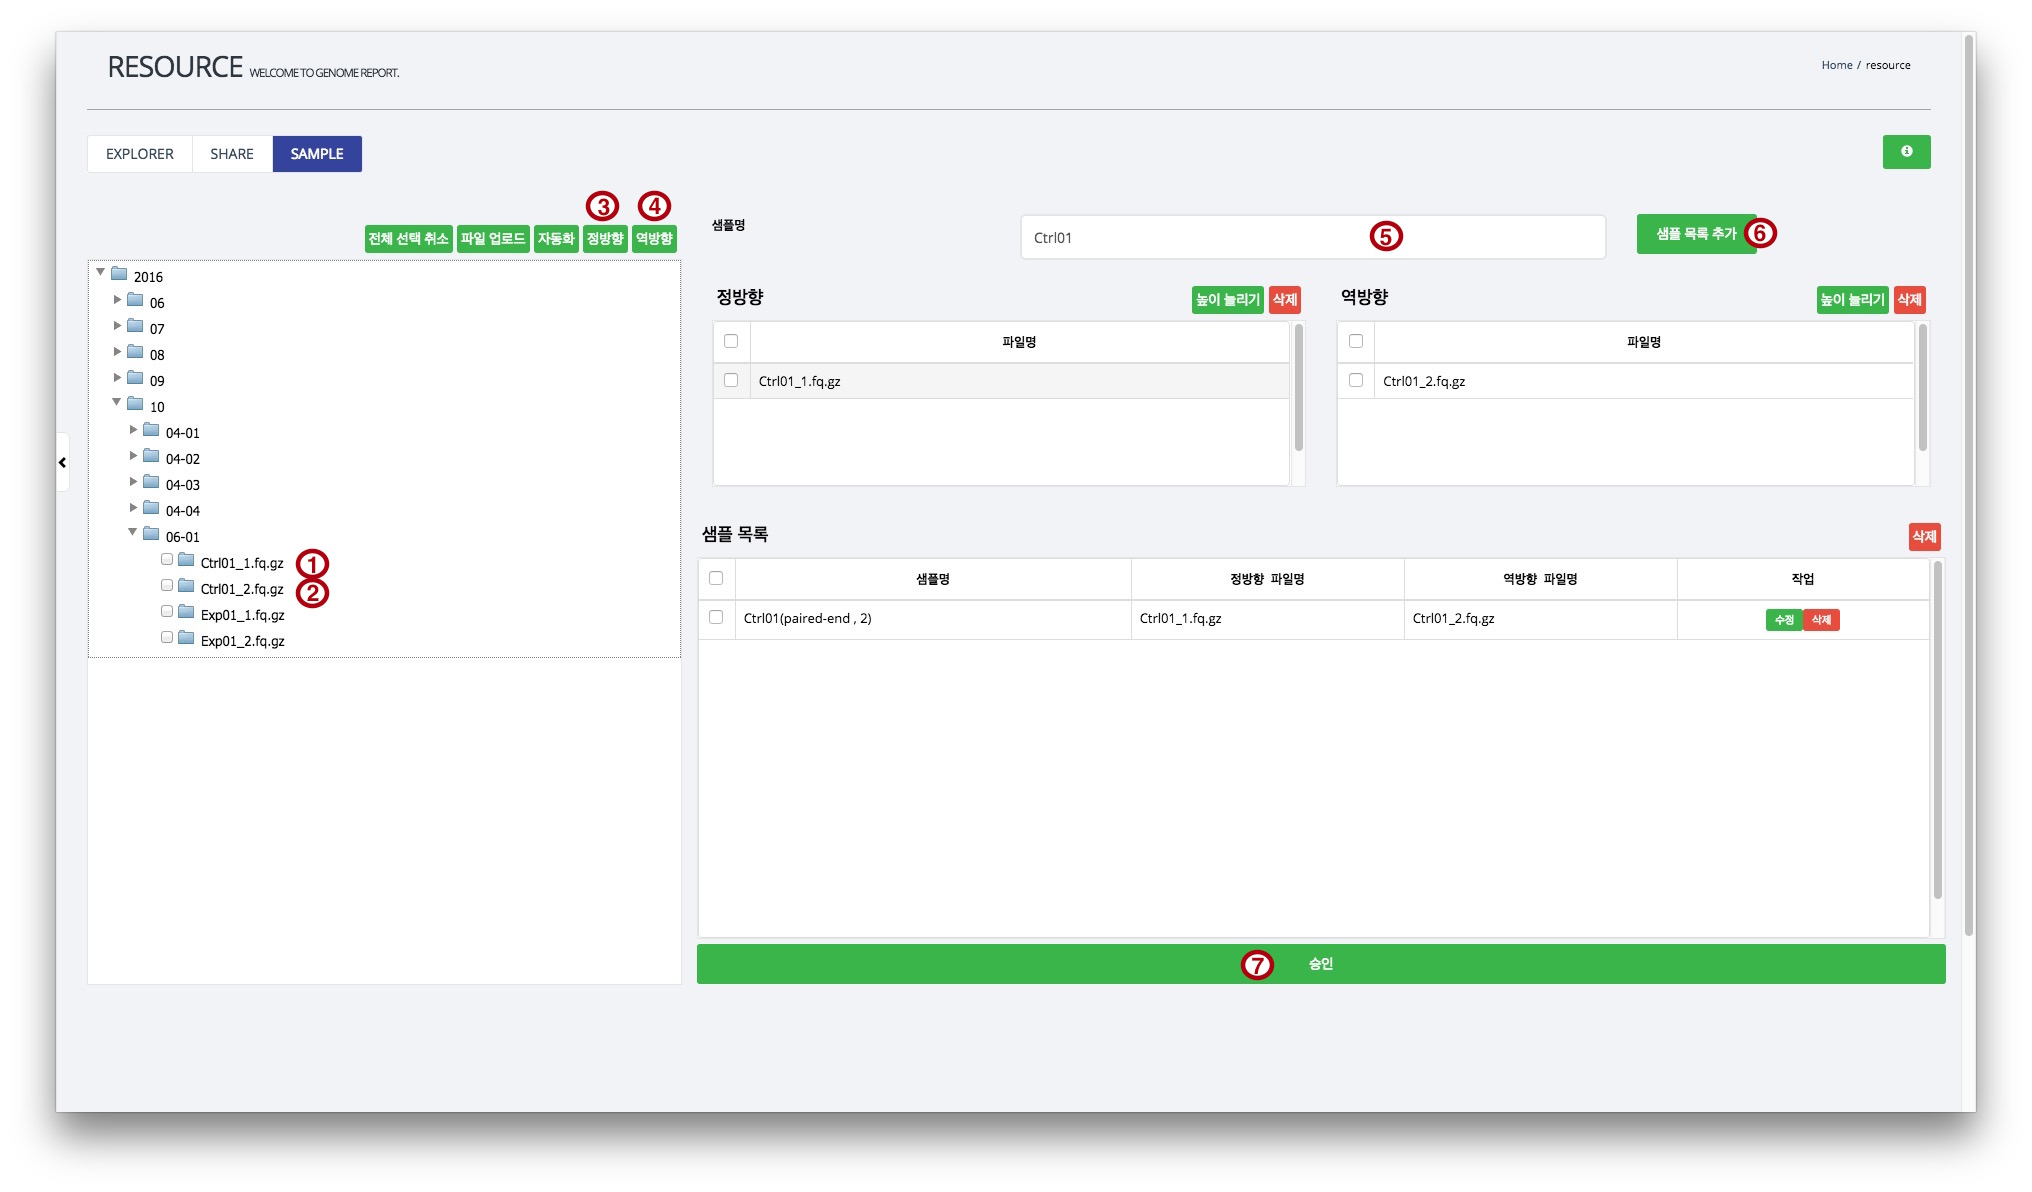 RESOURCE WELCOME TO GENOME REPORT.
Home / resource
EXPLORER SHARE SAMPLE
3 4
전체 선택 취소 파일 업로드 자동화 정방향 역방향
샘플명
Ctrl01 5
샘플 목록 추가 6
2016
06
07
08
09
10
04-01
04-02
04-03
04-04
06-01
Ctrl01_1.fq.gz 1
Ctrl01_2.fq.gz 2
Exp01_1.fq.gz
Exp01_2.fq.gz
정방향 높이 늘리기 삭제
파일명
Ctrl01_1.fq.gz
역방향 높이 늘리기 삭제
파일명
Ctrl01_2.fq.gz
샘플 목록 삭제
샘플명 정방향 파일명 역방향 파일명 작업
Ctrl01(paired-end , 2) Ctrl01_1.fq.gz Ctrl01_2.fq.gz 수정 삭제
7 승인